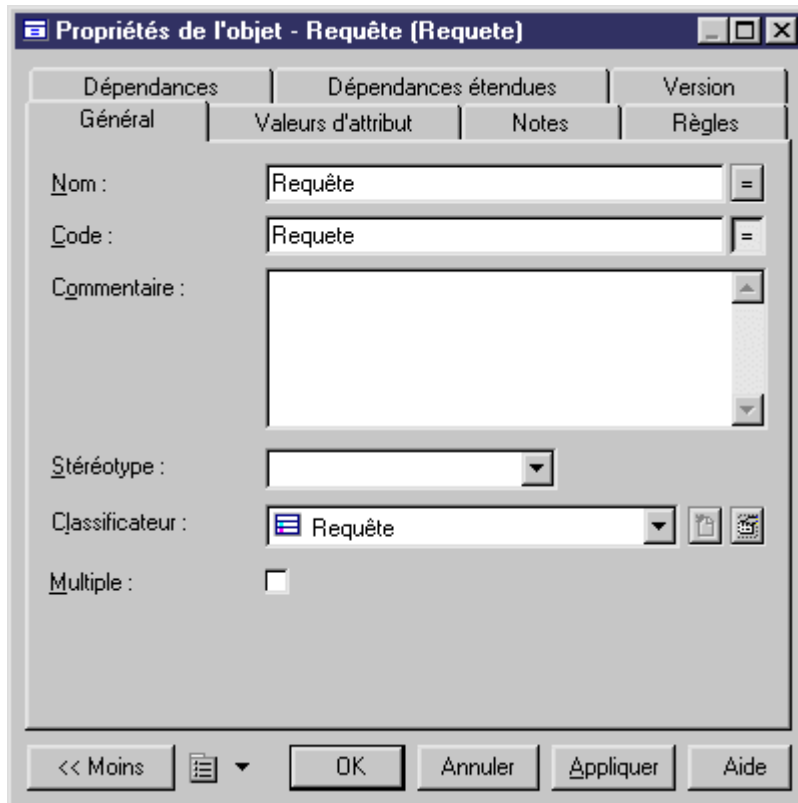 Propriétés de l'objet - Requête (Requete)
Dépendances Dépendances étendues Version
Général Valeurs d'attribut Notes Règles
Nom : Requête =
Code : Requete =
Commentaire :
Stéréotype :
Classificateur : Requête
Multiple :
<< Moins OK Annuler Appliquer Aide